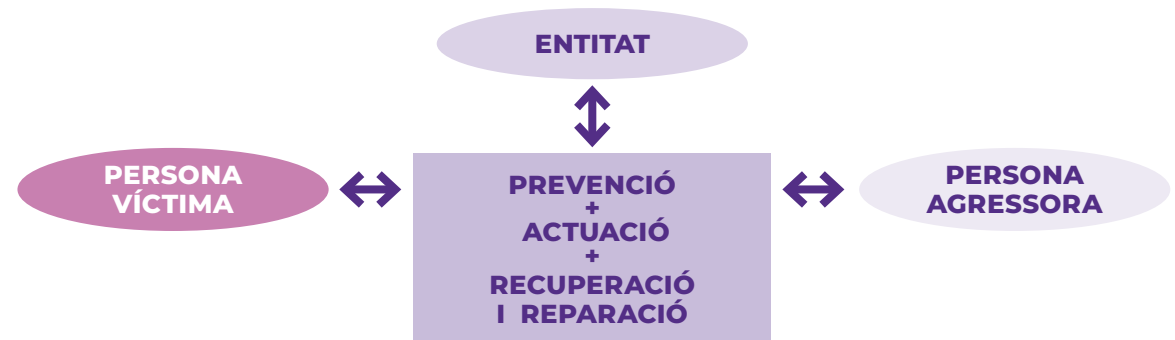 ENTITAT
PERSONA
VÍCTIMA
PREVENCIÓ
+
ACTUACIÓ
+
RECUPERACIÓ
I REPARACIÓ
PERSONA
AGRESSORA